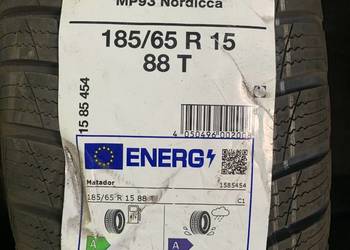 MP93 Nordicca
185/65 R 15
88 T
15 85 454
ENERG
Matador
1585454
185/65 R 15 88 T
C1
A
A